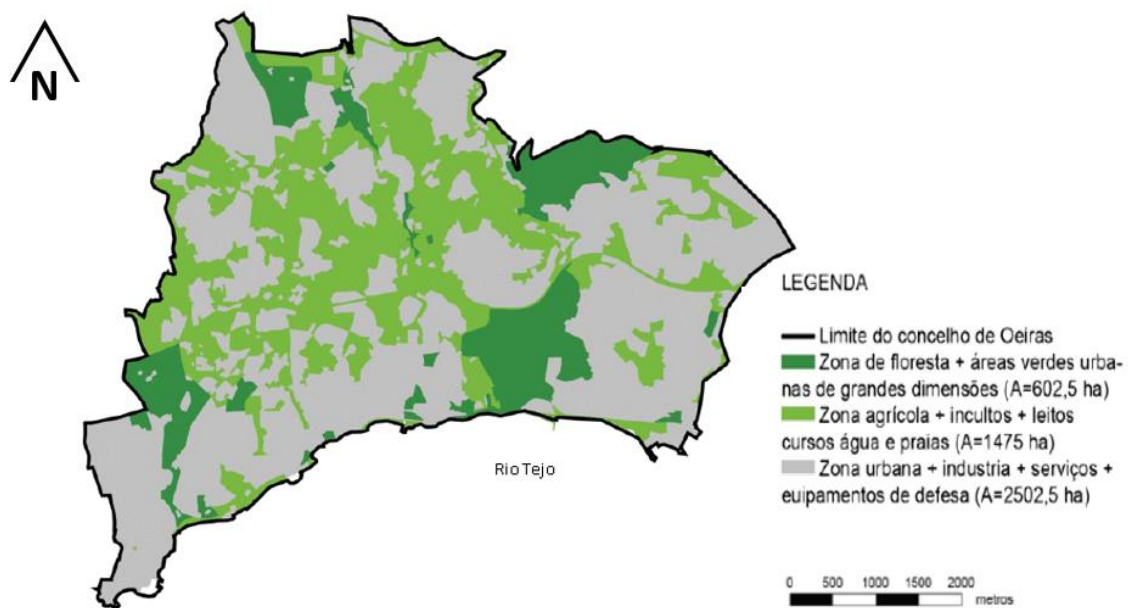 N
Rio Tejo
LEGENDA
Limite do concelho de Oeiras
Zona de floresta + áreas verdes urba-
nas de grandes dimensões (A=602,5 ha)
Zona agrícola + incultos + leitos
cursos água e praias (A=1475 ha)
Zona urbana + industria + serviços +
euipamentos de defesa (A=2502,5 ha)
0 500 1000 1500 2000
metros